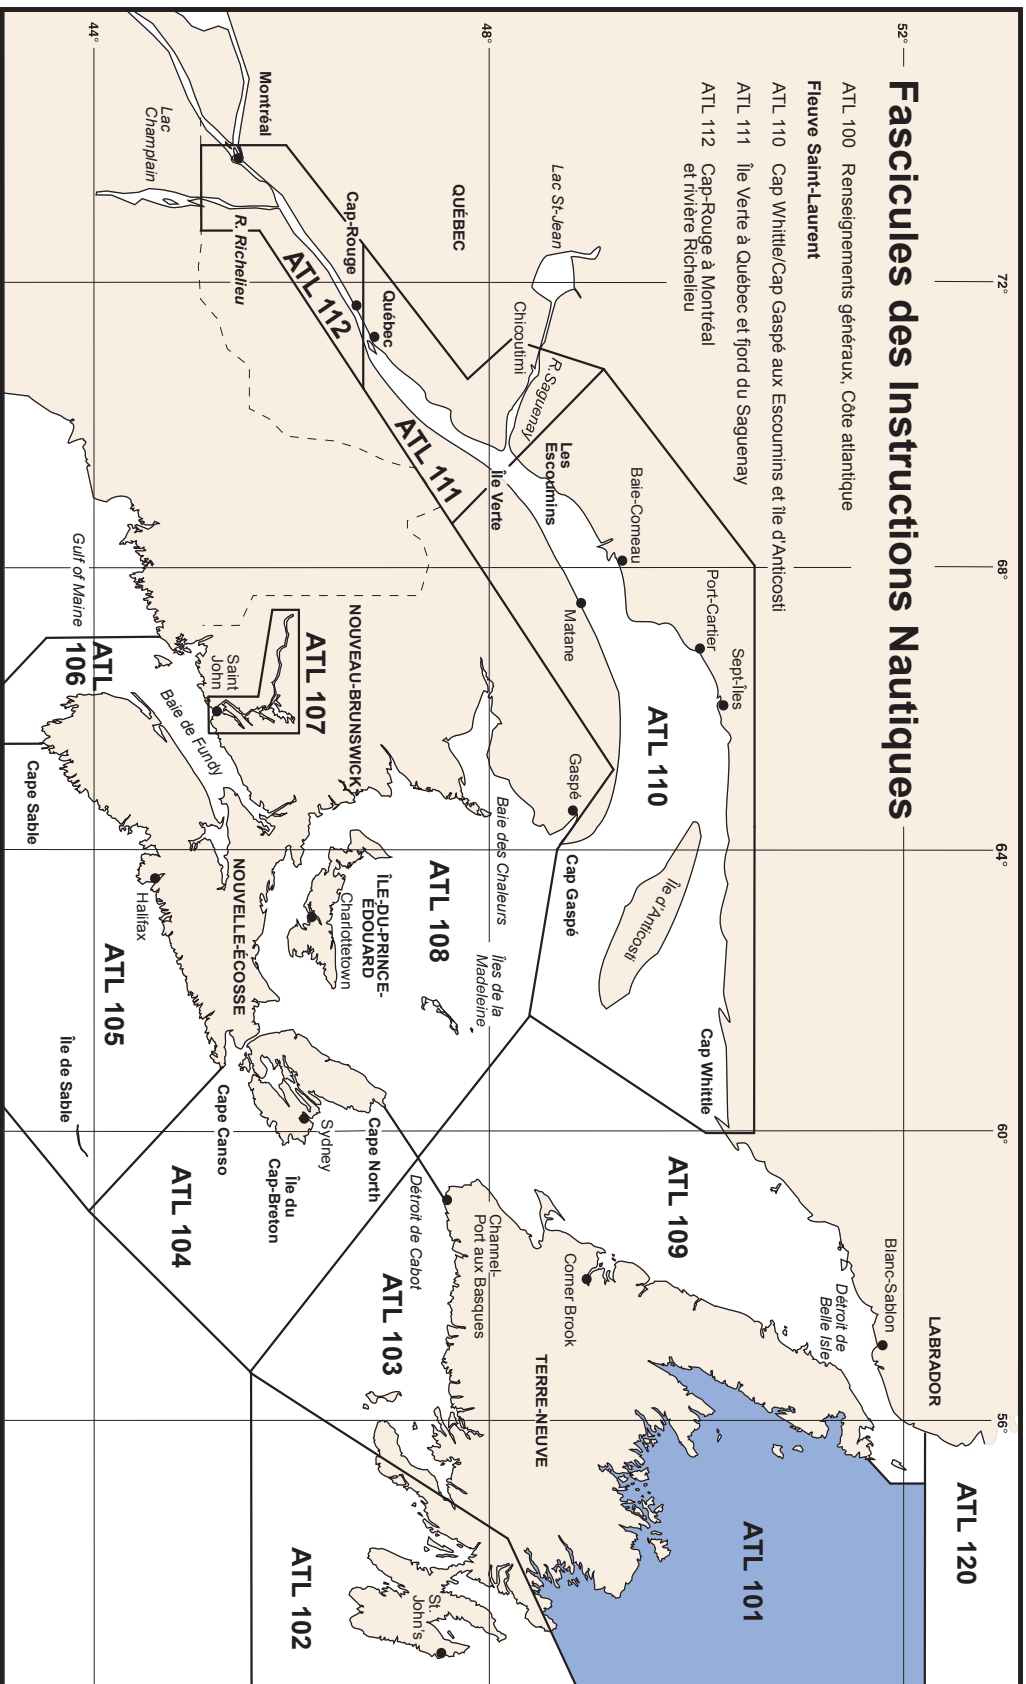 Fascicules des Instructions Nautiques
ATL 100 Renseignements généraux, Côte atlantique
Fleuve Saint-Laurent
ATL 110 Cap Whittle/Cap Gaspé aux Escoumins et île d'Anticosti
ATL 111 Île Verte à Québec et fjord du Saguenay
ATL 112 Cap-Rouge à Montréal
et rivière Richelieu
72°
68°
64°
60°
56°
52°
48°
44°
LABRADOR
ATL 120
Blanc-Sablon
Détroit de
Belle Isle
ATL 101
Port-Cartier
Sept-Îles
Cap Whittle
ATL 109
ATL 110
Île d'Anticosti
Baie-Comeau
Matane
Gaspé
Cap Gaspé
Corner Brook
TERRE-NEUVE
Lac St-Jean
Chicoutimi
R. Saguenay
Les
Escoumins
Île Verte
Baie des Chaleurs
Îles de la
Madeleine
Channel-
Port aux Basques
QUÉBEC
Québec
ATL 111
ATL 108
Détroit de Cabot
ATL 103
St.
John's
Cap-Rouge
ATL 112
NOUVEAU-BRUNSWICK
ATL 107
ÎLE-DU-PRINCE-
ÉDOUARD
Charlottetown
Cape North
Sydney
Île du
Cap-Breton
ATL 102
Montréal
R. Richelieu
Lac
Champlain
Saint
John
Baie de Fundy
NOUVELLE-ÉCOSSE
Cape Canso
ATL 104
Halifax
ATL 105
Île de Sable
Gulf of Maine
ATL
106
Cape Sable